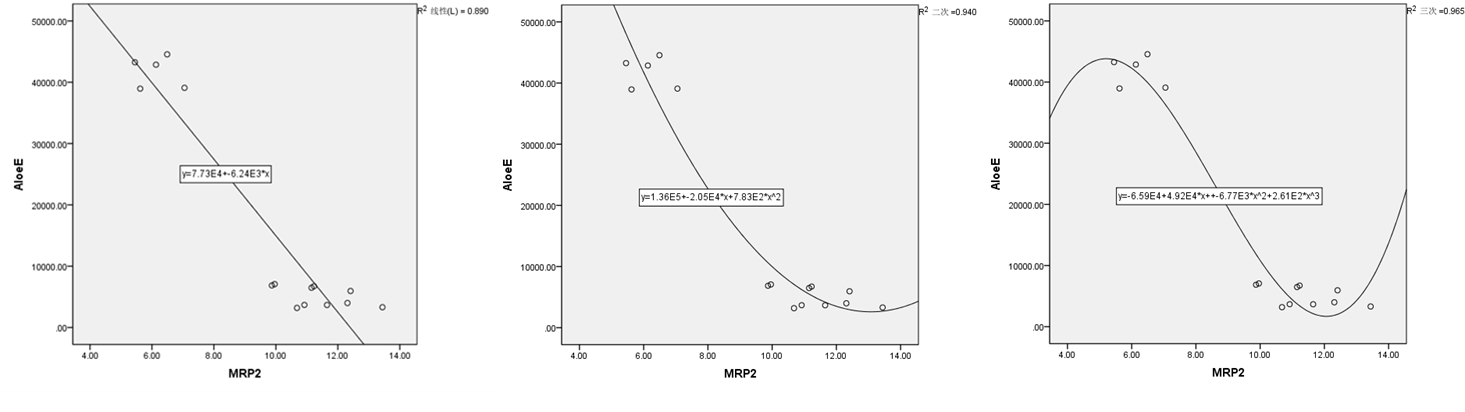 R² 线性(L) = 0.890
50000.00
40000.00
30000.00
20000.00
10000.00
.00
AloeE
y=7.73E4+-6.24E3*x
4.00 6.00 8.00 10.00 12.00 14.00
MRP2
R² 二次 =0.940
50000.00
40000.00
30000.00
20000.00
10000.00
.00
AloeE
y=1.36E5+-2.05E4*x+7.83E2*x^2
4.00 6.00 8.00 10.00 12.00 14.00
MRP2
R² 三次 =0.965
50000.00
40000.00
30000.00
20000.00
10000.00
.00
AloeE
y=-6.59E4+4.92E4*x++-6.77E3*x^2+2.61E2*x^3
4.00 6.00 8.00 10.00 12.00 14.00
MRP2